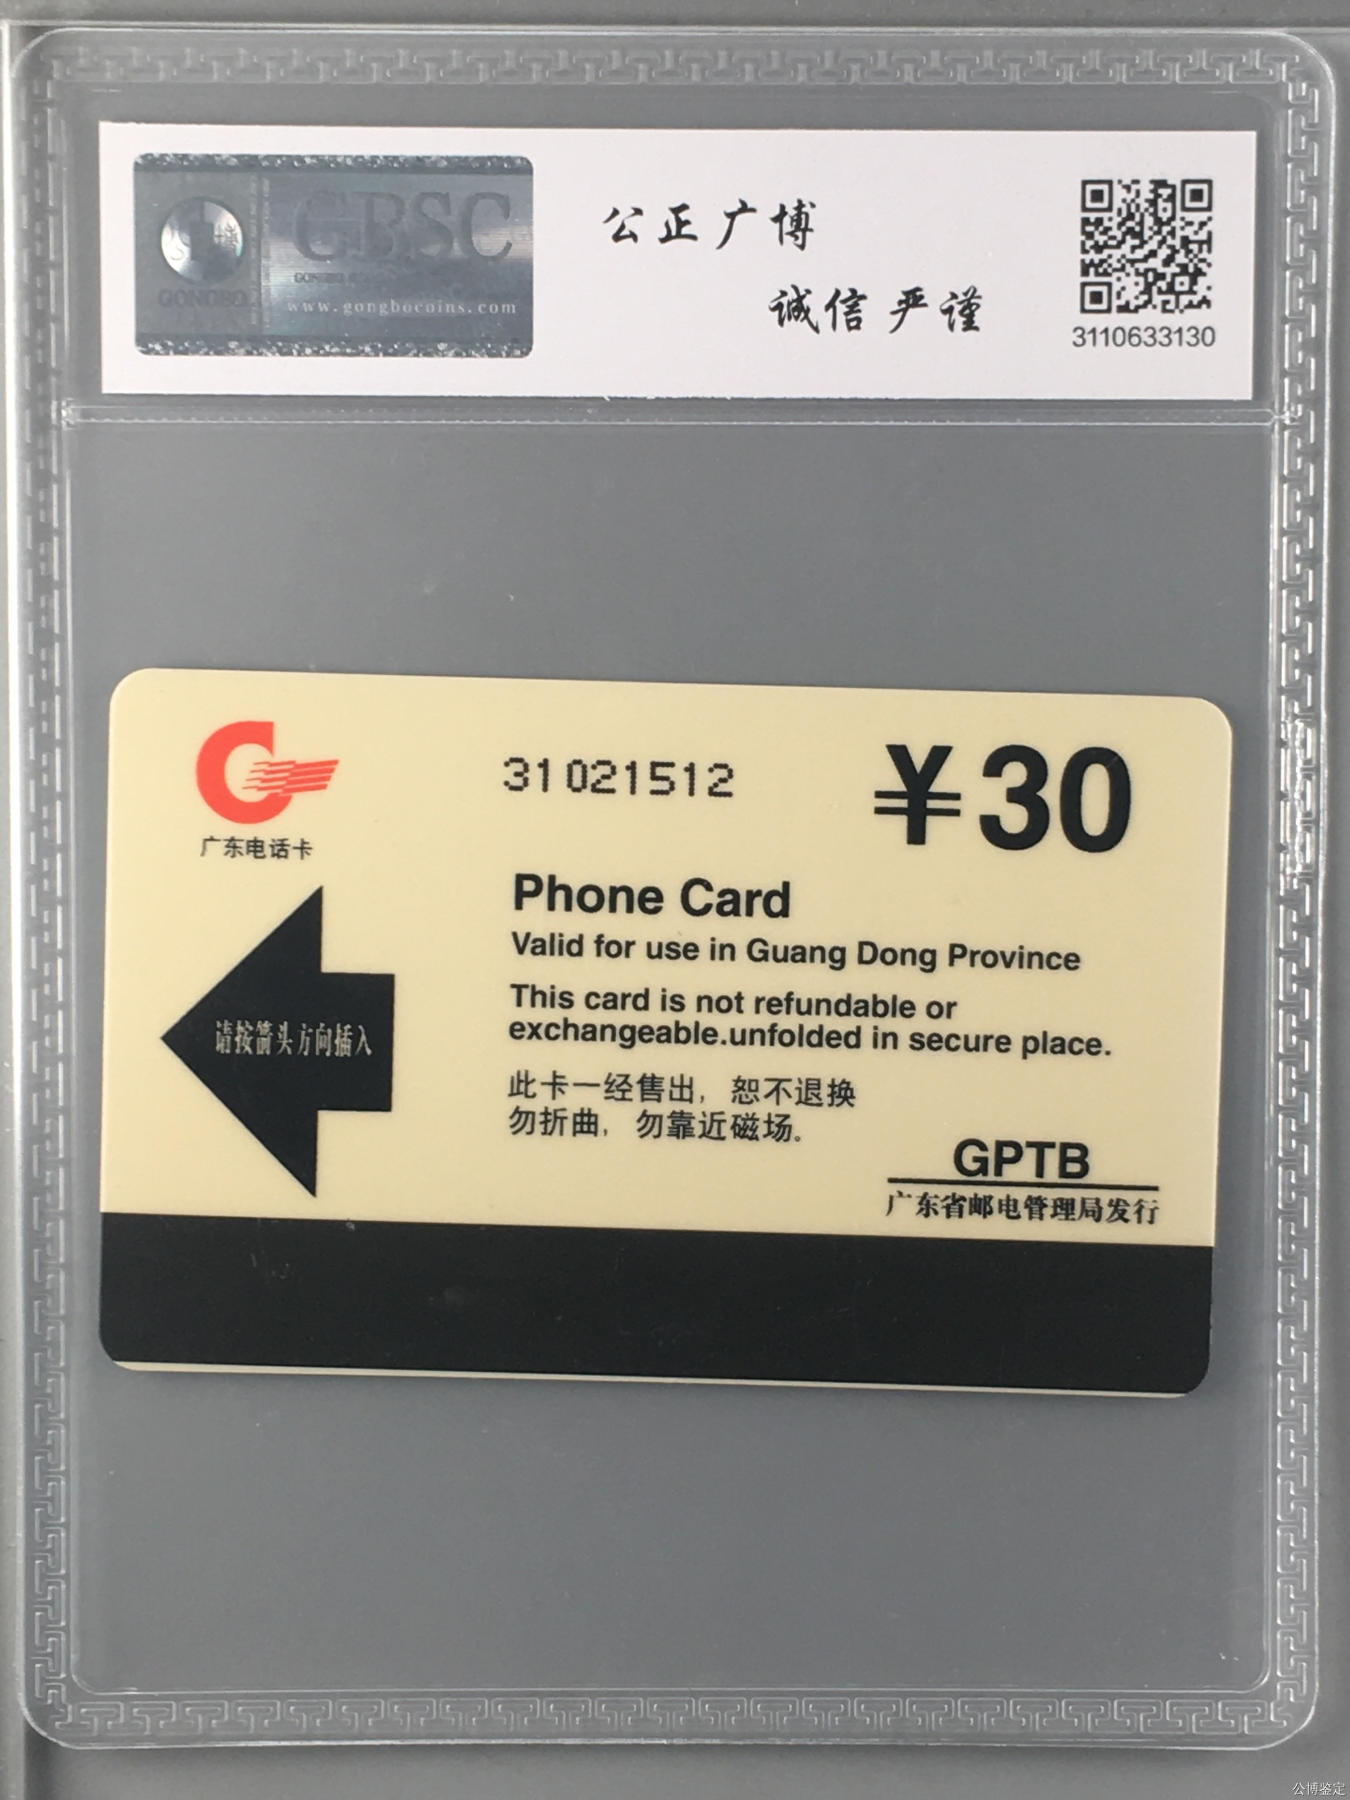 GBSC
GONGBO
www.gongbocoins.com
公正广博
诚信严谨
3110633130
广东电话卡
31021512
¥30
Phone Card
Valid for use in Guang Dong Province
This card is not refundable or
exchangeable.unfolded in secure place.
请按箭头方向插入
此卡一经售出，恕不退换
勿折曲，勿靠近磁场。
GPTB
广东省邮电管理局发行
公博鉴定